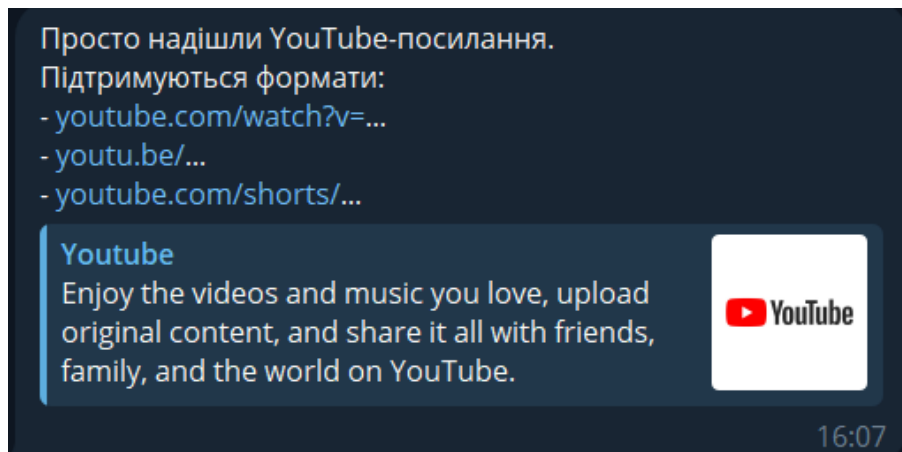 Просто надішли YouTube-посилання.
Підтримуються формати:
- youtube.com/watch?v=...
- youtu.be/...
- youtube.com/shorts/...
Youtube
Enjoy the videos and music you love, upload
original content, and share it all with friends,
family, and the world on YouTube.
YouTube
16:07